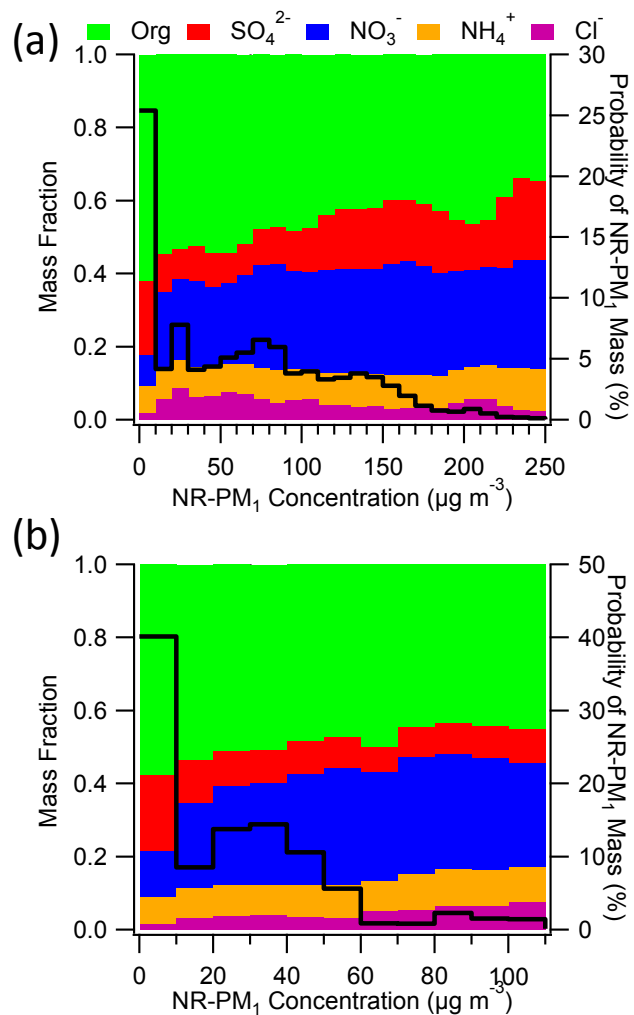 Org SO₄²⁻ NO₃⁻ NH₄⁺ Cl⁻
(a)
1.0 30
25
0.8
20
0.6
15
0.4
10
0.2
5
0.0 0
Mass Fraction
Probability of NR-PM₁ Mass (%)
0 50 100 150 200 250
NR-PM₁ Concentration (µg m⁻³)
(b)
1.0 50
0.8 40
0.6 30
0.4 20
0.2 10
0.0 0
Mass Fraction
Probability of NR-PM₁ Mass (%)
0 20 40 60 80 100
NR-PM₁ Concentration (µg m⁻³)